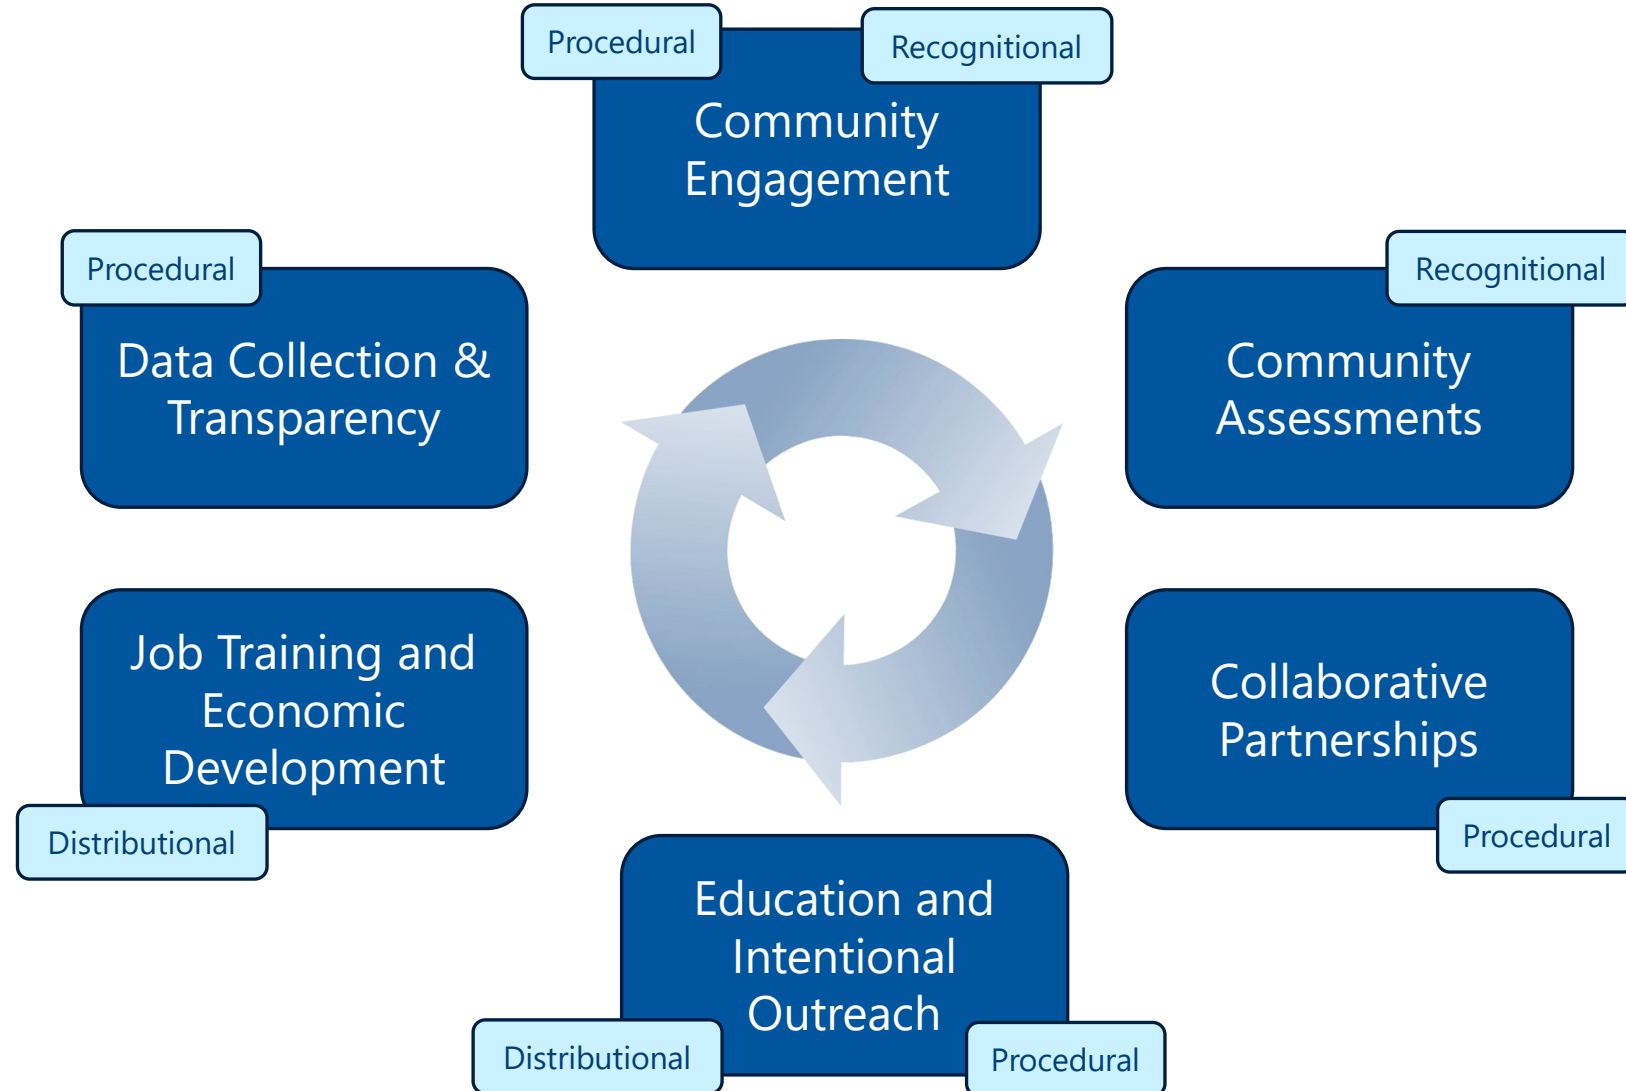 Procedural
Recognitional
Community
Engagement
Procedural
Data Collection &
Transparency
Recognitional
Community
Assessments
Job Training and
Economic
Development
Distributional
Collaborative
Partnerships
Procedural
Education and
Intentional
Outreach
Distributional
Procedural